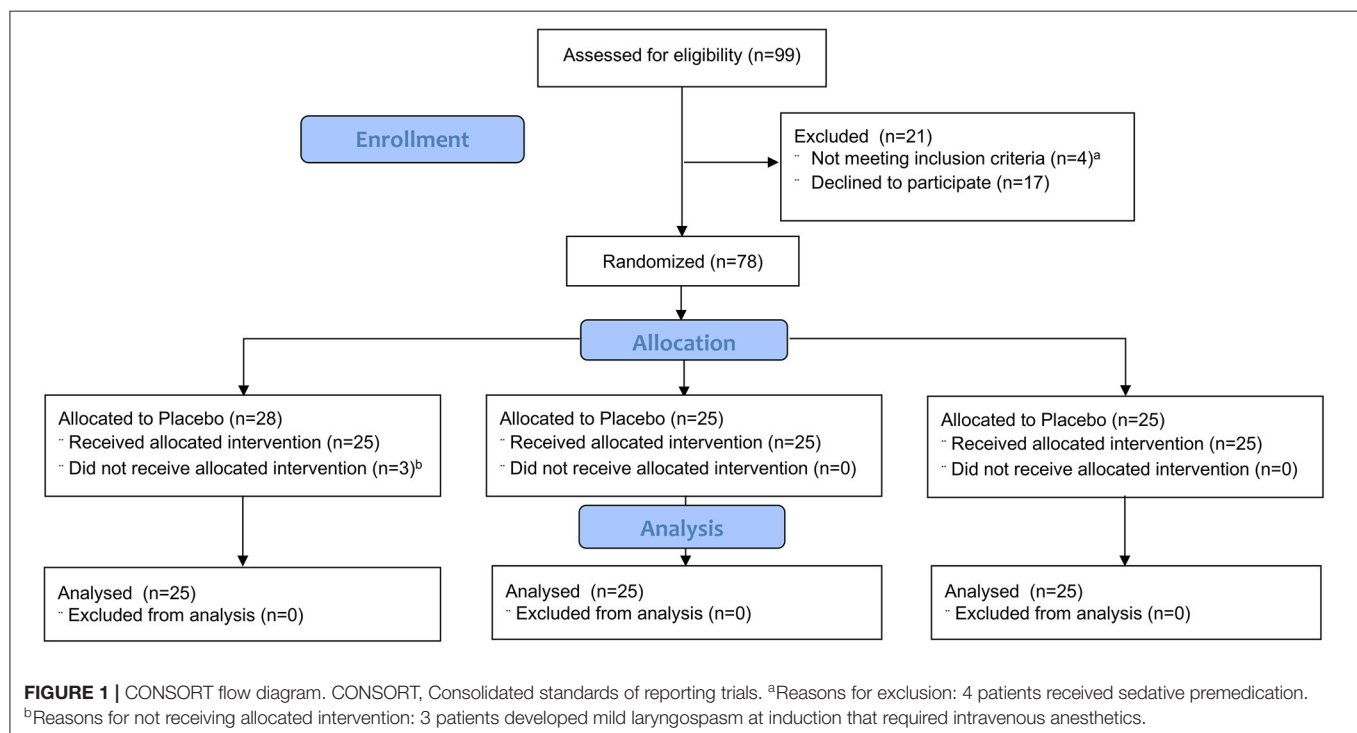 Assessed for eligibility (n=99)
Enrollment
Excluded (n=21)
¨ Not meeting inclusion criteria (n=4)ᵃ
¨ Declined to participate (n=17)
Randomized (n=78)
Allocation
Allocated to Placebo (n=28)
¨ Received allocated intervention (n=25)
¨ Did not receive allocated intervention (n=3)ᵇ
Allocated to Placebo (n=25)
¨ Received allocated intervention (n=25)
¨ Did not receive allocated intervention (n=0)
Allocated to Placebo (n=25)
¨ Received allocated intervention (n=25)
¨ Did not receive allocated intervention (n=0)
Analysis
Analysed (n=25)
¨ Excluded from analysis (n=0)
Analysed (n=25)
¨ Excluded from analysis (n=0)
Analysed (n=25)
¨ Excluded from analysis (n=0)
FIGURE 1 | CONSORT flow diagram. CONSORT, Consolidated standards of reporting trials. ᵃReasons for exclusion: 4 patients received sedative premedication.
ᵇReasons for not receiving allocated intervention: 3 patients developed mild laryngospasm at induction that required intravenous anesthetics.